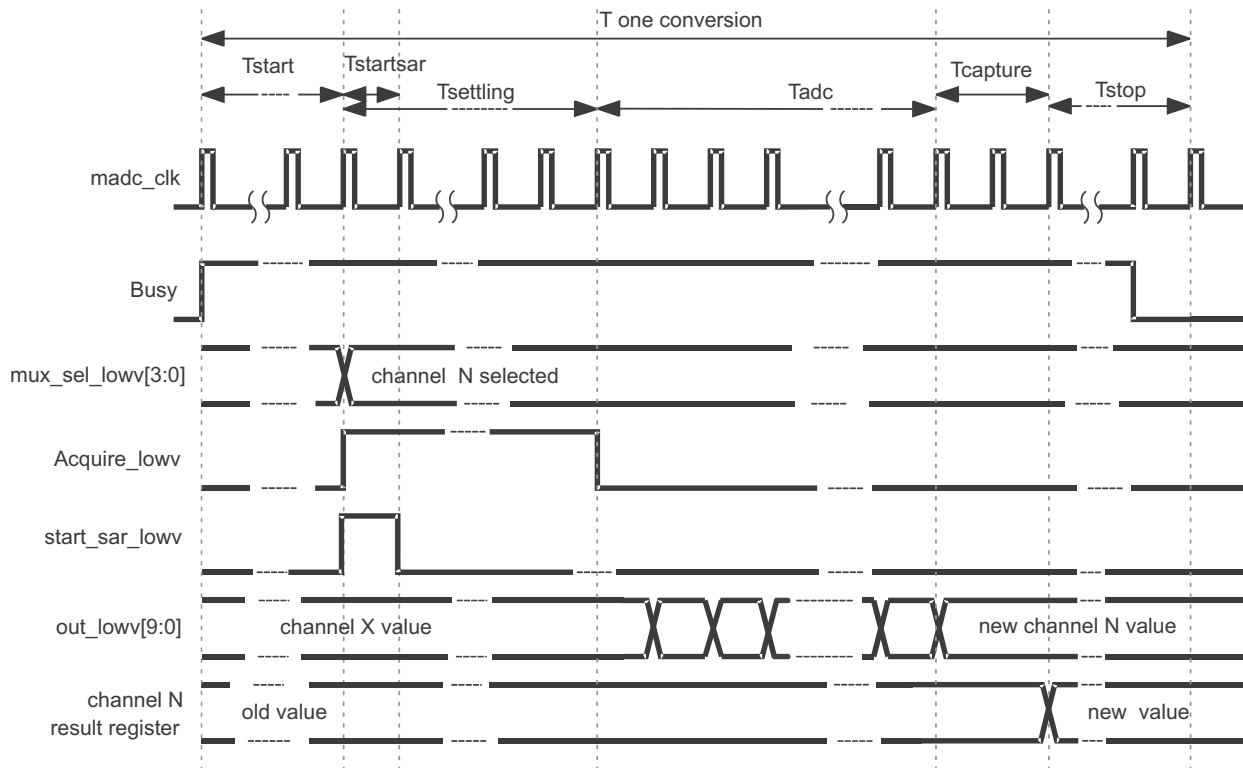 T one conversion
Tstart
Tstartsar
Tsettling
Tadc
Tcapture
Tstop
madc_clk
Busy
mux_sel_lowv[3:0]
channel N selected
Acquire_lowv
start_sar_lowv
out_lowv[9:0]
channel X value
new channel N value
channel N
result register
old value
new value